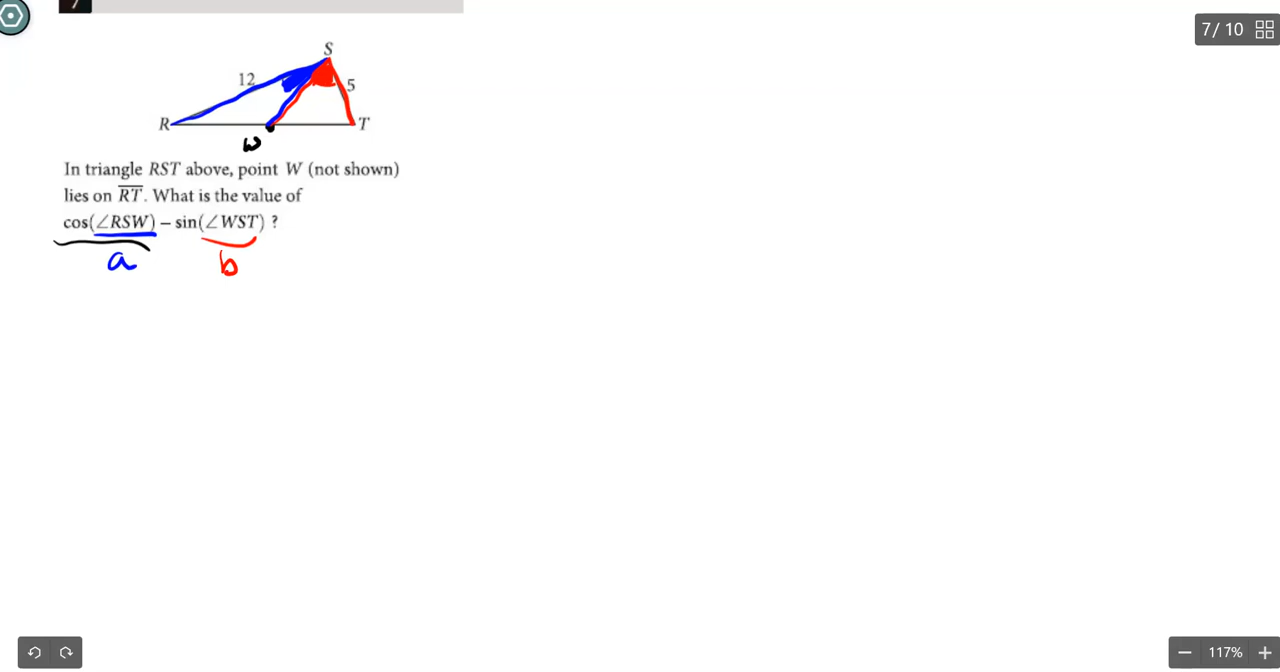 7 / 10
7
S
12
5
R
T
W
In triangle RST above, point W (not shown)
lies on RT. What is the value of
cos(∠RSW) – sin(∠WST) ?
a
b
117%